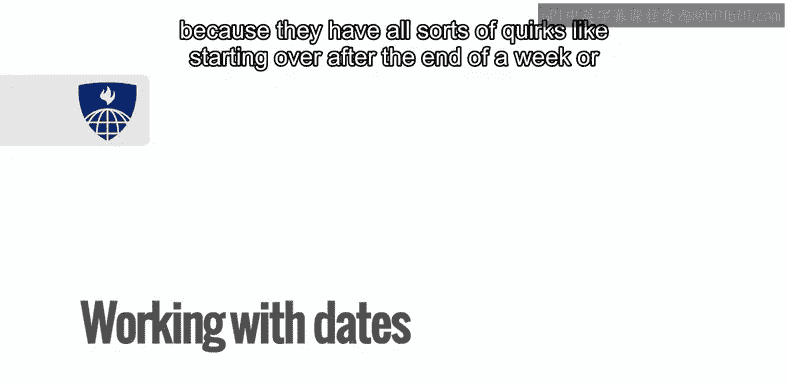 because they have all sorts of quirks like
starting over after the end of a week or
Working with dates